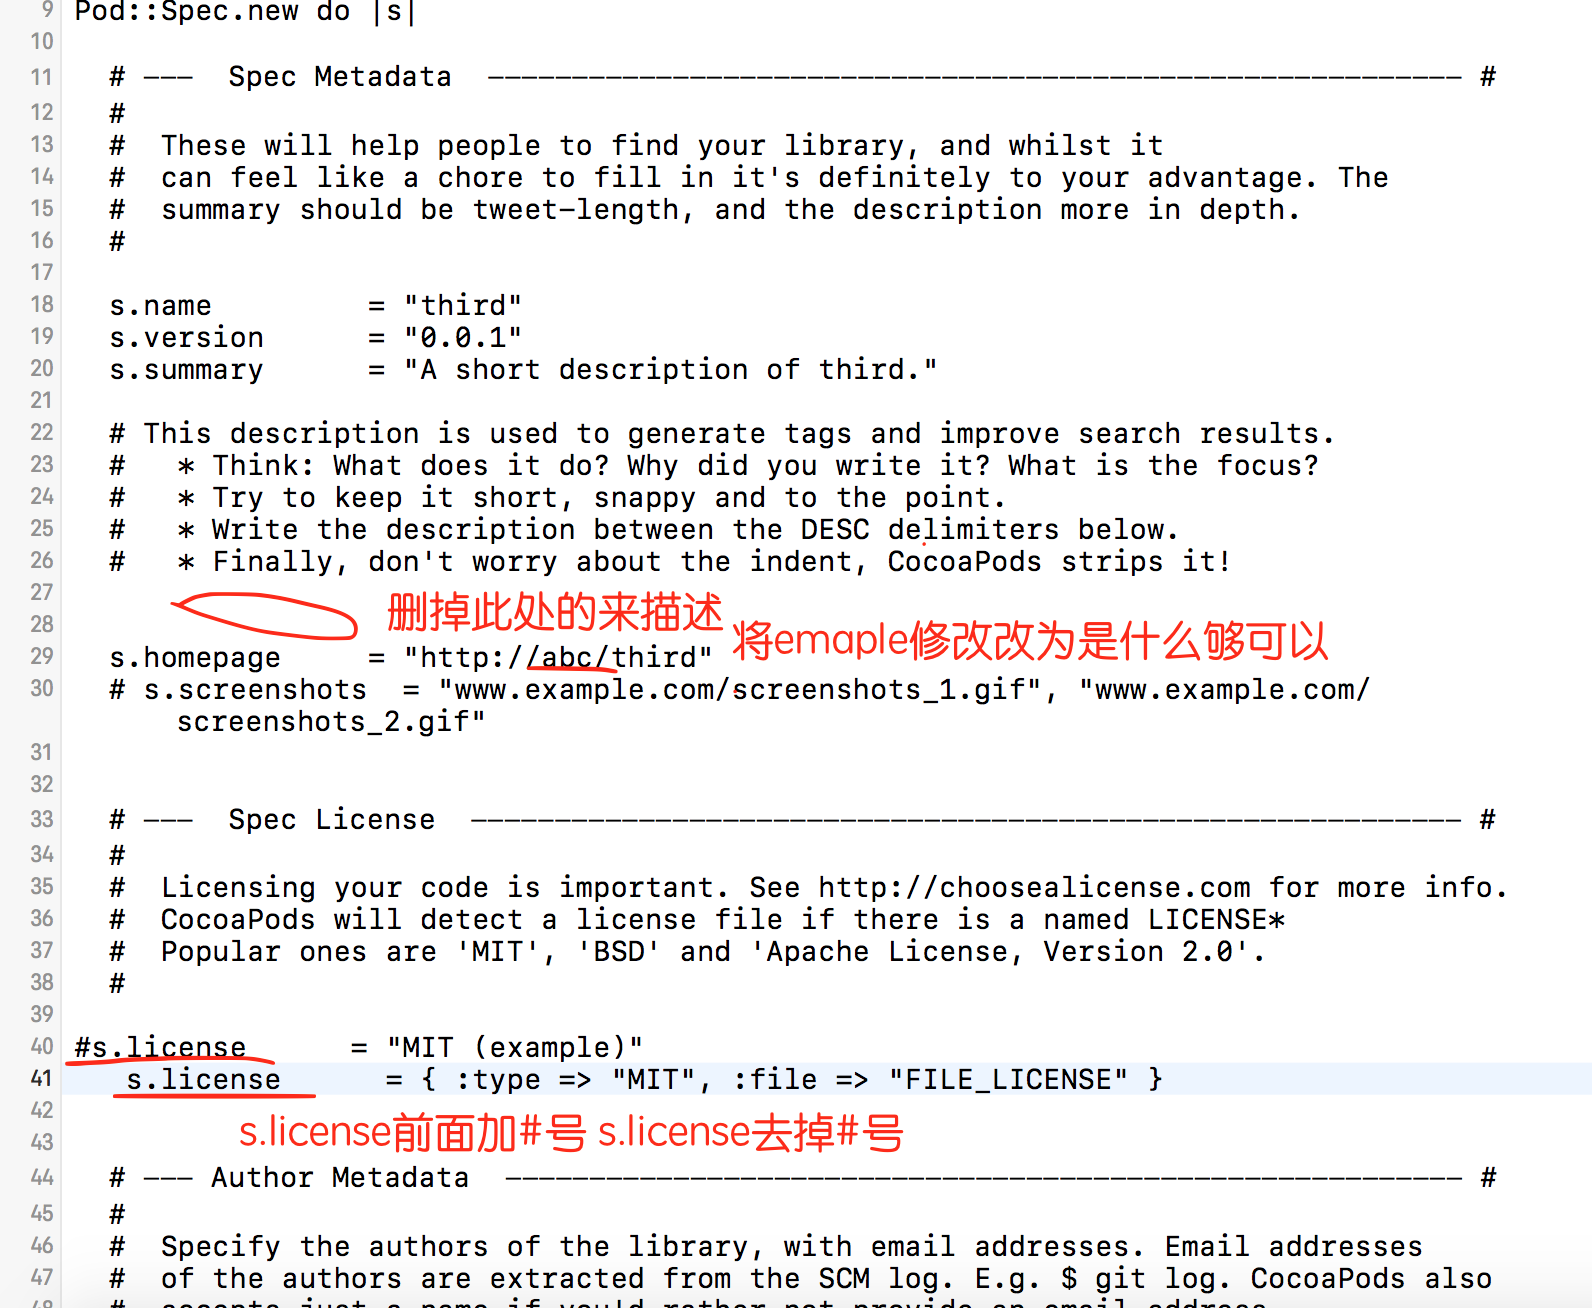 9 Pod::Spec.new do |s|
10
11 # ––– Spec Metadata –––––––––––––––––––––––––––––––––––––––––––––––––––––––––– #
12 #
13 # These will help people to find your library, and whilst it
14 # can feel like a chore to fill in it's definitely to your advantage. The
15 # summary should be tweet-length, and the description more in depth.
16 #
17
18 s.name = "third"
19 s.version = "0.0.1"
20 s.summary = "A short description of third."
21
22 # This description is used to generate tags and improve search results.
23 # * Think: What does it do? Why did you write it? What is the focus?
24 # * Try to keep it short, snappy and to the point.
25 # * Write the description between the DESC delimiters below.
26 # * Finally, don't worry about the indent, CocoaPods strips it!
27
删掉此处的来描述
28
将emaple修改改为是什么够可以
29 s.homepage = "http://abc/third"
30 # s.screenshots = "www.example.com/screenshots_1.gif", "www.example.com/
screenshots_2.gif"
31
32
33 # ––– Spec License ––––––––––––––––––––––––––––––––––––––––––––––––––––––––––– #
34 #
35 # Licensing your code is important. See http://choosealicense.com for more info.
36 # CocoaPods will detect a license file if there is a named LICENSE*
37 # Popular ones are 'MIT', 'BSD' and 'Apache License, Version 2.0'.
38 #
39
40 #s.license = "MIT (example)"
41 s.license = { :type => "MIT", :file => "FILE_LICENSE" }
42
s.license前面加#号 s.license去掉#号
43
44 # ––– Author Metadata ––––––––––––––––––––––––––––––––––––––––––––––––––––––––– #
45 #
46 # Specify the authors of the library, with email addresses. Email addresses
47 # of the authors are extracted from the SCM log. E.g. $ git log. CocoaPods also